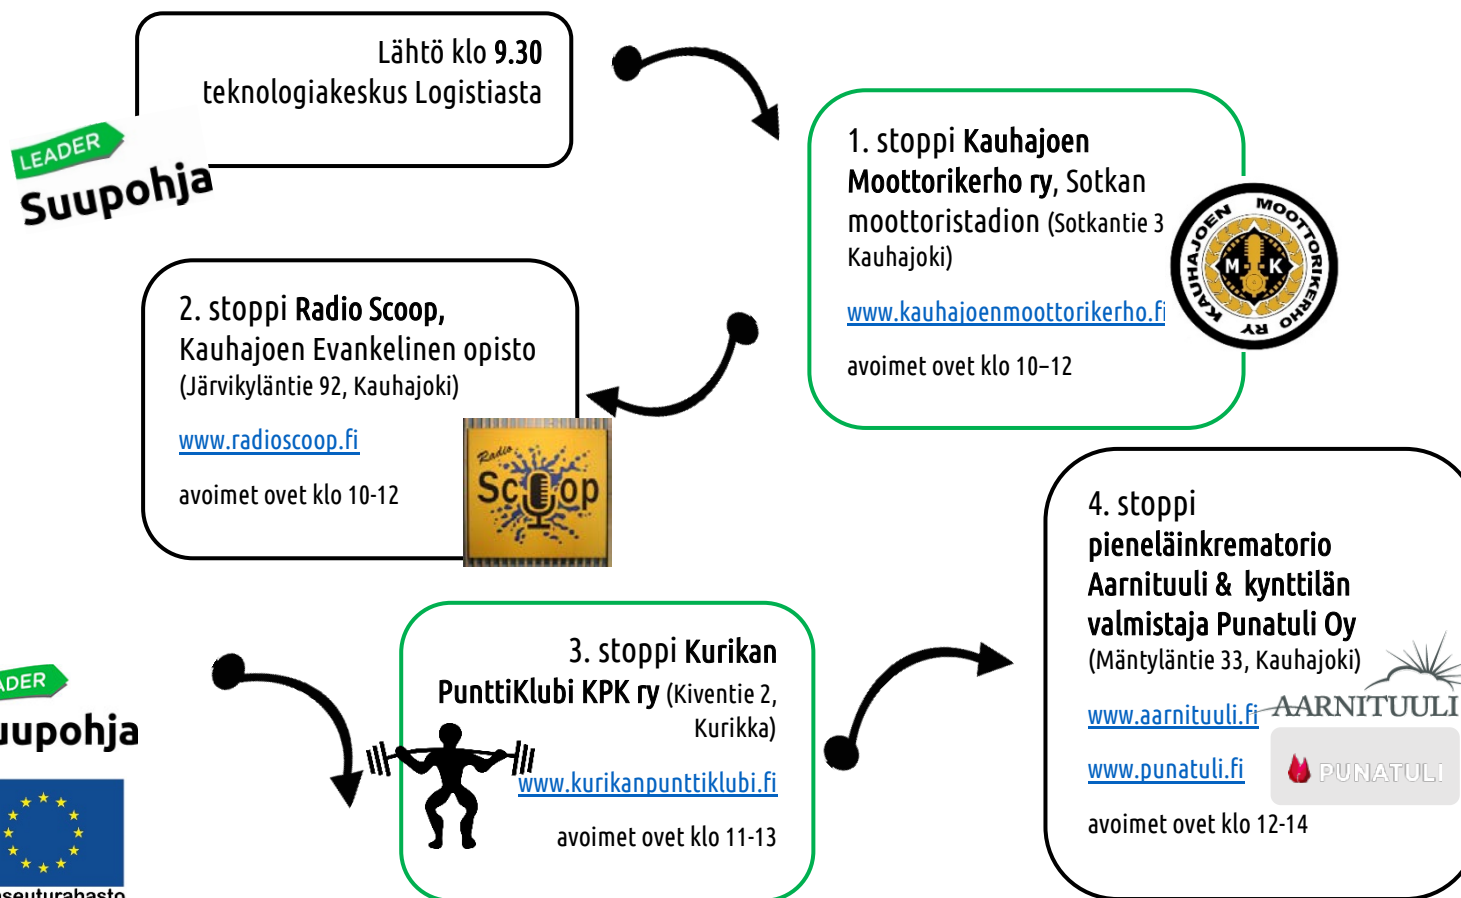 Lähtö klo 9.30
teknologiakeskus Logistiasta
LEADER
Suupohja
1. stoppi Kauhajoen
Moottorikerho ry, Sotkan
moottoristadion (Sotkantie 3
Kauhajoki)
www.kauhajoenmoottorikerho.fi
avoimet ovet klo 10–12
KAUHAJOEN MOOTTORIKERHO RY
M K
2. stoppi Radio Scoop,
Kauhajoen Evankelinen opisto
(Järvikyläntie 92, Kauhajoki)
www.radioscoop.fi
avoimet ovet klo 10-12
Radio
Scoop
3. stoppi Kurikan
PunttiKlubi KPK ry (Kiventie 2,
Kurikka)
www.kurikanpunttiklubi.fi
avoimet ovet klo 11-13
4. stoppi
pieneläinkrematorio
Aarnituuli & kynttilän
valmistaja Punatuli Oy
(Mäntyläntie 33, Kauhajoki)
www.aarnituuli.fi
AARNITUULI
www.punatuli.fi
PUNATULI
avoimet ovet klo 12-14
ADER
uupohja
seuturahasto